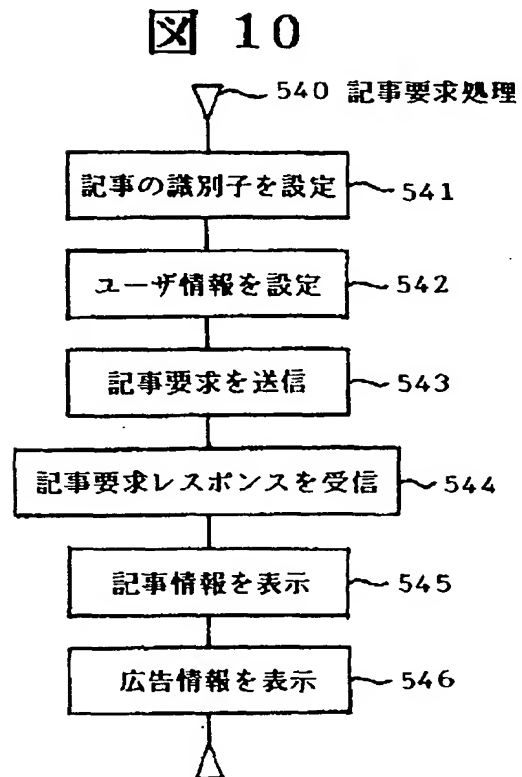 図 10
540 記事要求処理
記事の識別子を設定 541
ユーザ情報を設定 542
記事要求を送信 543
記事要求レスポンスを受信 544
記事情報を表示 545
広告情報を表示 546